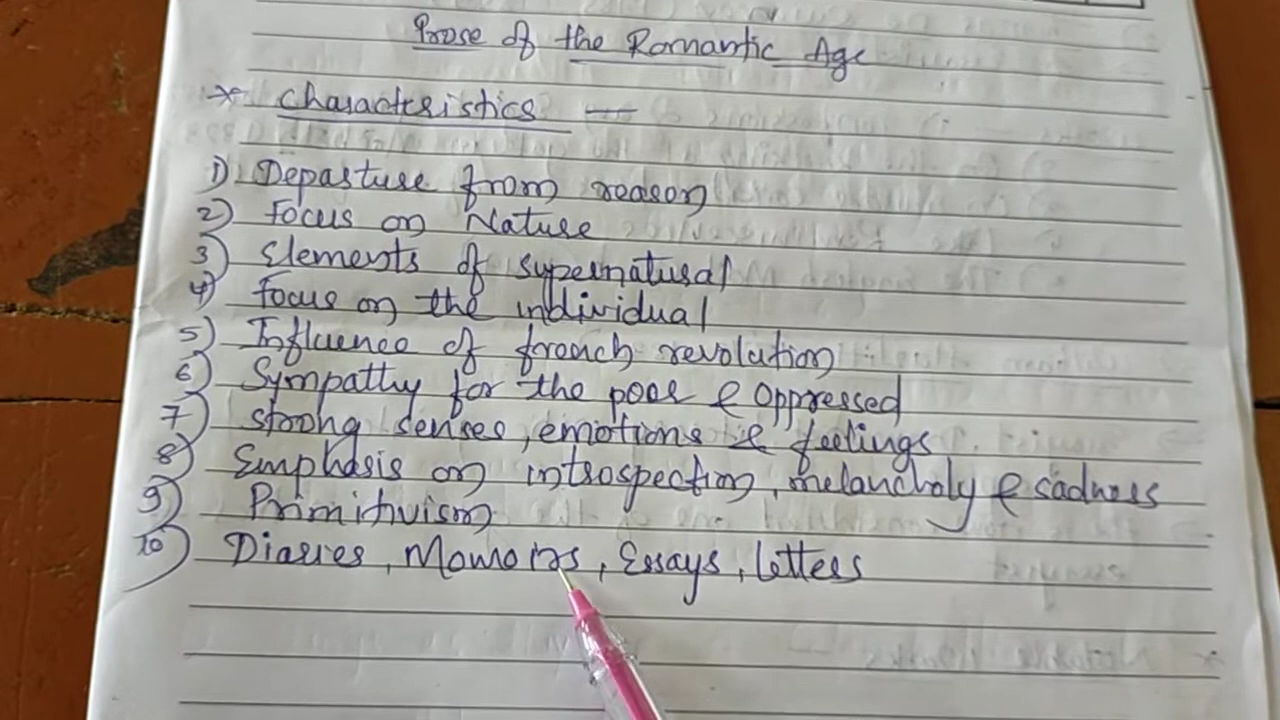 Prose of the Romantic Age
* Characteristics —
1) Departure from reason
2) Focus on Nature
3) Elements of supernatural
4) Focus on the individual
5) Influence of french revolution
6) Sympathy for the poor & oppressed
7) strong senses, emotions & feelings
8) Emphasis on introspection, melancholy & sadness
9) Primitivism
10) Diaries, Momoirs, Essays, letters